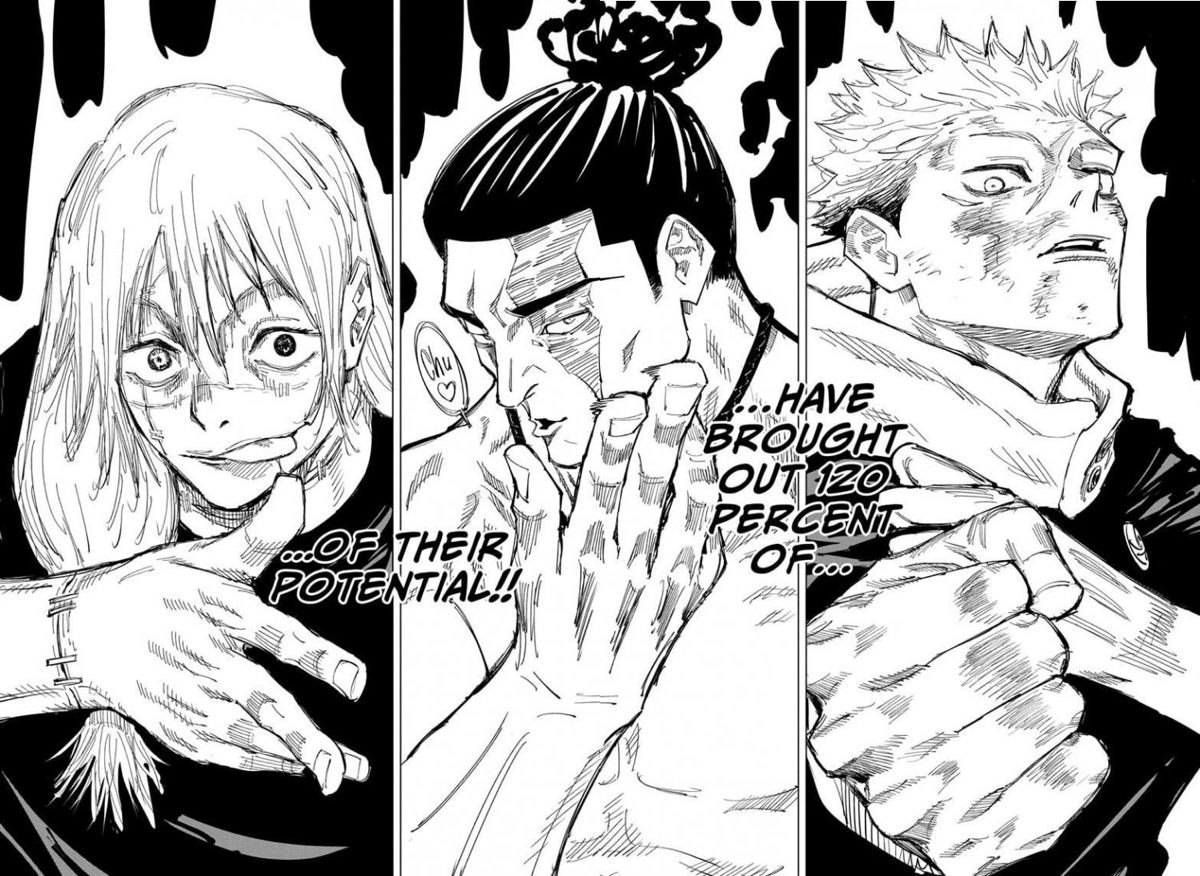 ...HAVE
BROUGHT
OUT 120
PERCENT
OF...
Chu
♡
...OF THEIR
POTENTIAL!!